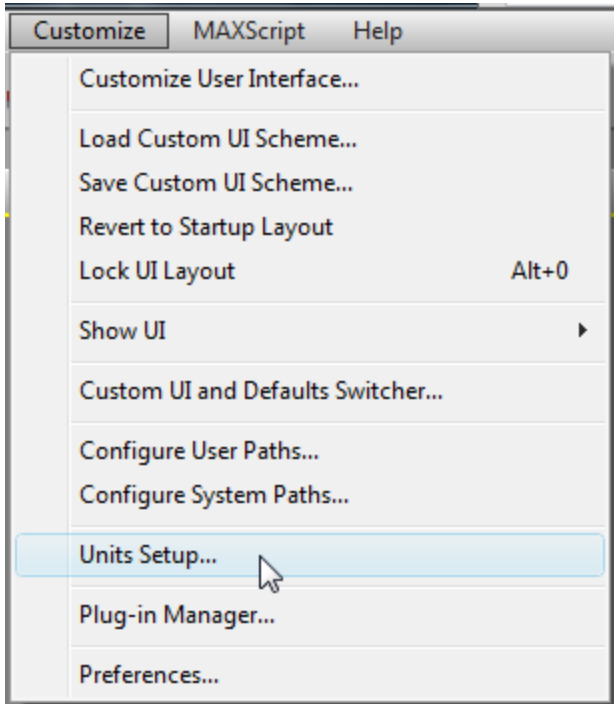 Customize MAXScript Help
Customize User Interface...
Load Custom UI Scheme...
Save Custom UI Scheme...
Revert to Startup Layout
Lock UI Layout Alt+0
Show UI
Custom UI and Defaults Switcher...
Configure User Paths...
Configure System Paths...
Units Setup...
Plug-in Manager...
Preferences...